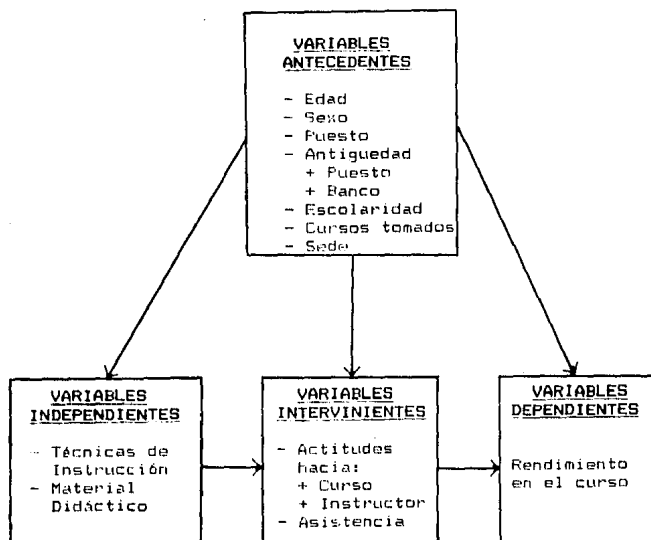 VARIABLES
ANTECEDENTES
- Edad
- Sexo
- Puesto
- Antiguedad
+ Puesto
+ Banco
- Escolaridad
- Cursos tomados
- Sede
VARIABLES
INDEPENDIENTES
- Técnicas de
Instrucción
- Material
Didáctico
VARIABLES
INTERVINIENTES
- Actitudes
hacia:
+ Curso
+ Instructor
- Asistencia
VARIABLES
DEPENDIENTES
Rendimiento
en el curso